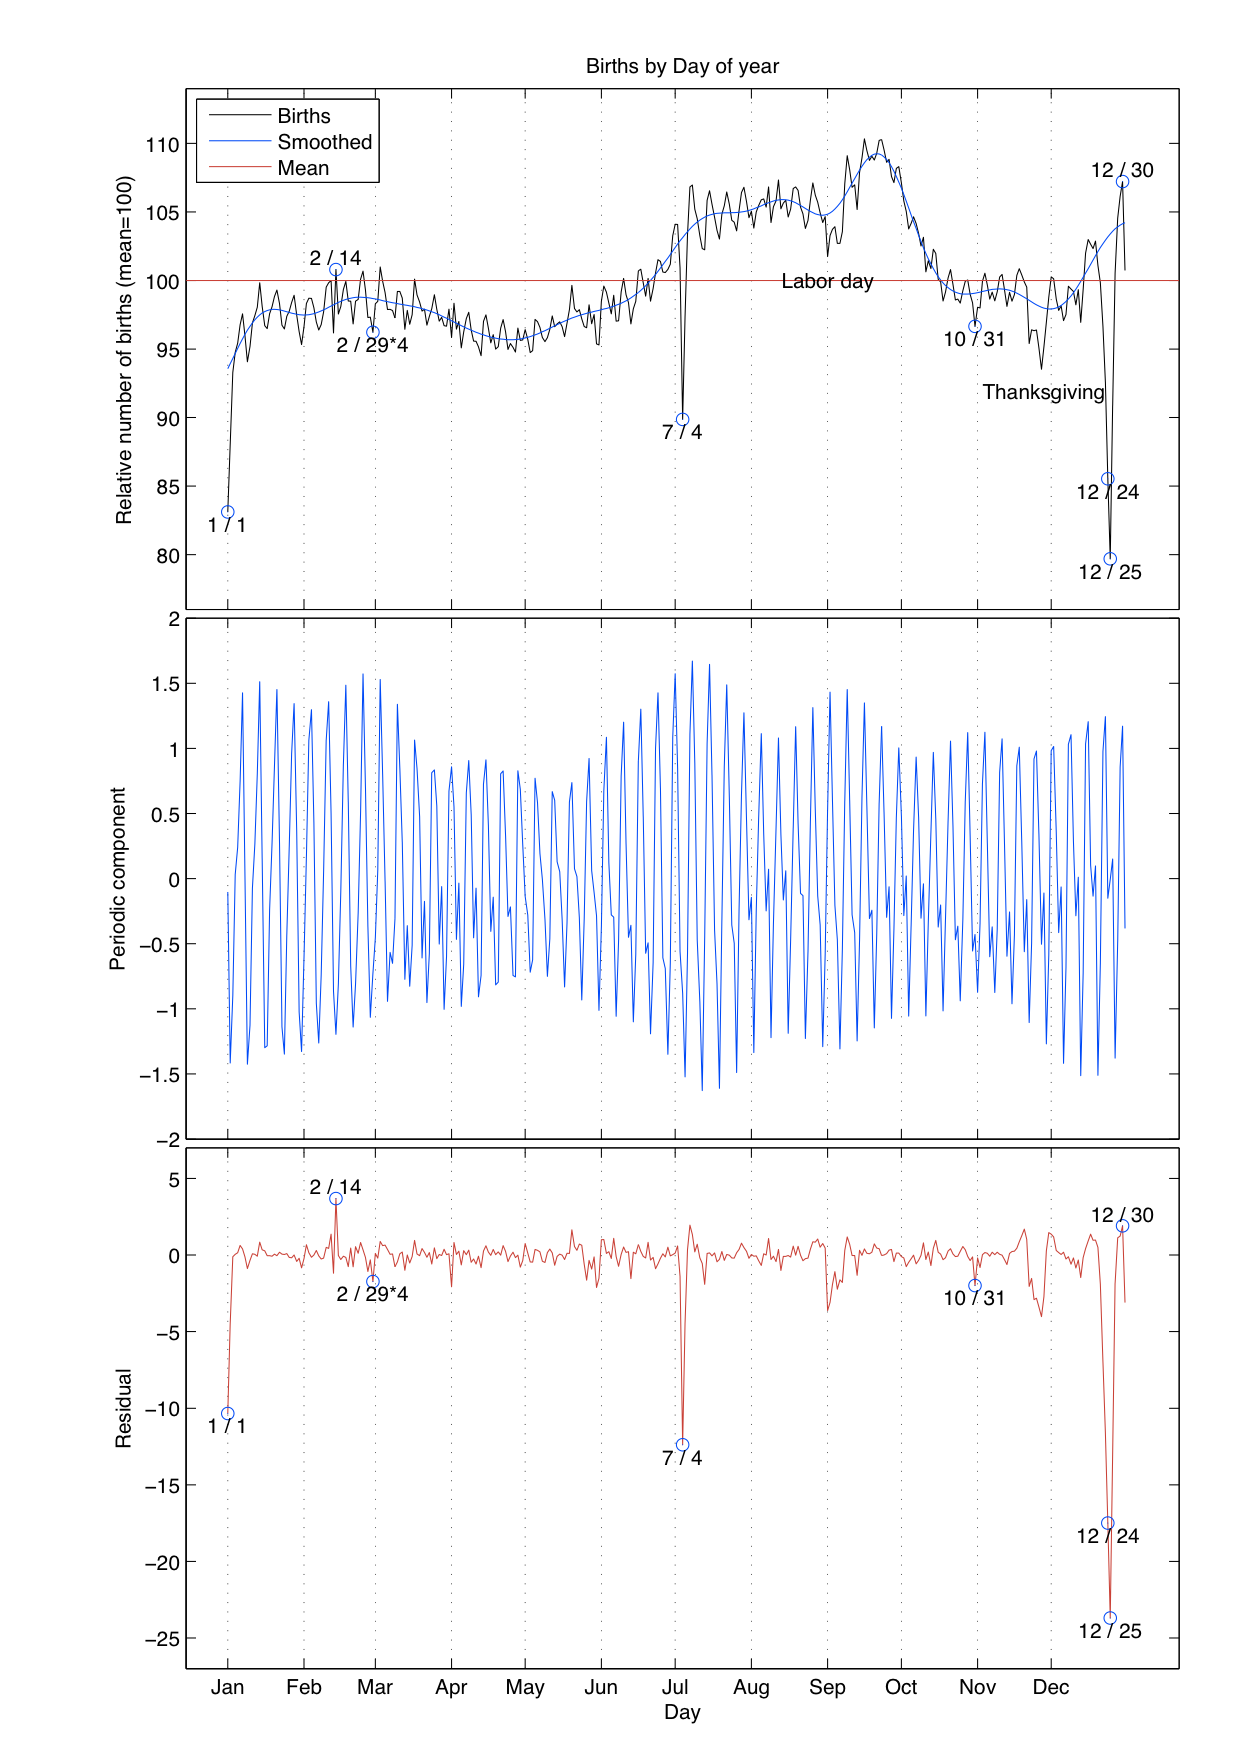 Births by Day of year
Births
Smoothed
Mean
Relative number of births (mean=100)
110
105
100
95
90
85
80
1 / 1
2 / 14
2 / 29*4
7 / 4
Labor day
10 / 31
Thanksgiving
12 / 30
12 / 24
12 / 25
Periodic component
2
1.5
1
0.5
0
−0.5
−1
−1.5
−2
Residual
5
0
−5
−10
−15
−20
−25
1 / 1
2 / 14
2 / 29*4
7 / 4
10 / 31
12 / 30
12 / 24
12 / 25
Jan Feb Mar Apr May Jun Jul Aug Sep Oct Nov Dec
Day